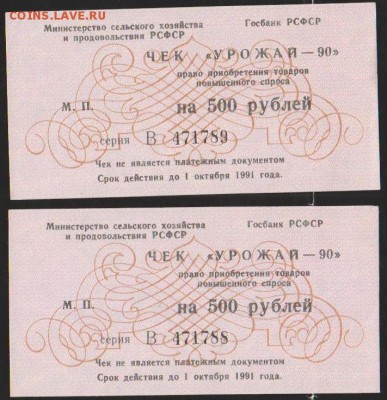 COINS.LAVE.RU
Министерство сельского хозяйства
и продовольствия РСФСР
Госбанк РСФСР
ЧЕК «УРОЖАЙ—90»
право приобретения товаров
повышенного спроса
М. П.
на 500 рублей
серия В 471789
Чек не является платежным документом
Срок действия до 1 октября 1991 года.
Министерство сельского хозяйства
и продовольствия РСФСР
Госбанк РСФСР
ЧЕК «УРОЖАЙ—90»
право приобретения товаров
повышенного спроса
М. П.
на 500 рублей
серия В 471788
Чек не является платежным документом
Срок действия до 1 октября 1991 года.